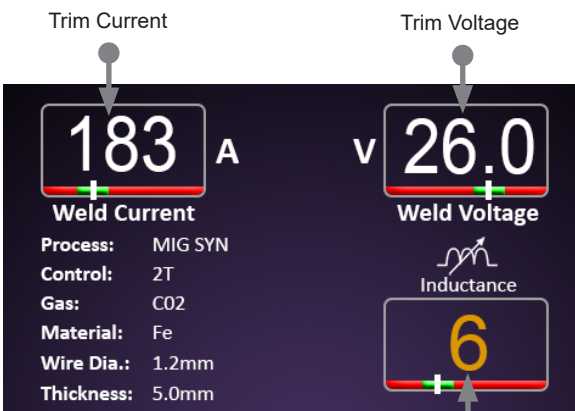 Trim Current
Trim Voltage
183 A
V 26.0
Weld Current
Weld Voltage
Process: MIG SYN
Control: 2T
Gas: C02
Material: Fe
Wire Dia.: 1.2mm
Thickness: 5.0mm
Inductance
6